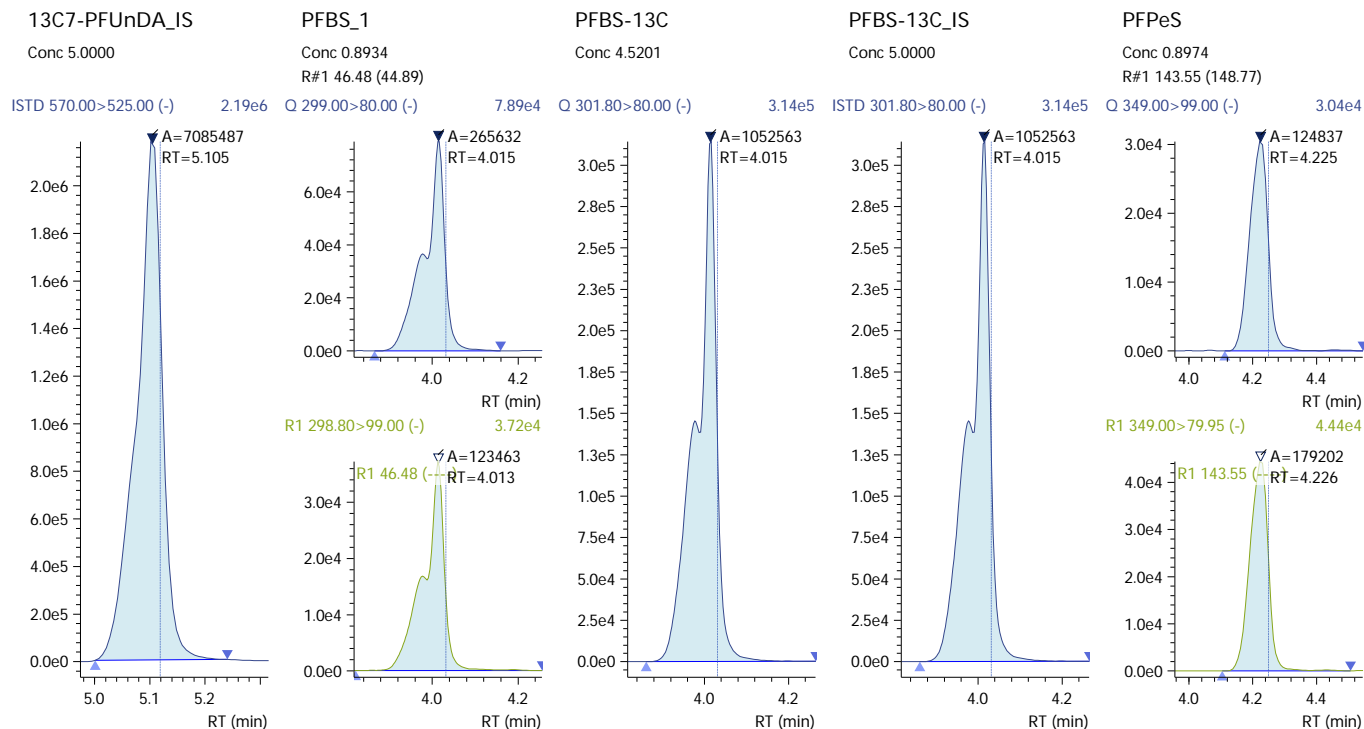 13C7-PFUnDA_IS
Conc 5.0000
ISTD 570.00>525.00 (-) 2.19e6
A=7085487
RT=5.105
2.0e6
1.8e6
1.6e6
1.4e6
1.2e6
1.0e6
8.0e5
6.0e5
4.0e5
2.0e5
0.0e0
5.0 5.1 5.2
RT (min)
PFBS_1
Conc 0.8934
R#1 46.48 (44.89)
Q 299.00>80.00 (-) 7.89e4
A=265632
RT=4.015
6.0e4
4.0e4
2.0e4
0.0e0
4.0 4.2
RT (min)
R1 298.80>99.00 (-) 3.72e4
A=123463
R1 46.48 (----)
RT=4.013
3.0e4
2.0e4
1.0e4
0.0e0
4.0 4.2
RT (min)
PFBS-13C
Conc 4.5201
Q 301.80>80.00 (-) 3.14e5
A=1052563
RT=4.015
3.0e5
2.8e5
2.5e5
2.3e5
2.0e5
1.8e5
1.5e5
1.3e5
1.0e5
7.5e4
5.0e4
2.5e4
0.0e0
4.0 4.2
RT (min)
PFBS-13C_IS
Conc 5.0000
ISTD 301.80>80.00 (-) 3.14e5
A=1052563
RT=4.015
3.0e5
2.8e5
2.5e5
2.3e5
2.0e5
1.8e5
1.5e5
1.3e5
1.0e5
7.5e4
5.0e4
2.5e4
0.0e0
4.0 4.2
RT (min)
PFPeS
Conc 0.8974
R#1 143.55 (148.77)
Q 349.00>99.00 (-) 3.04e4
A=124837
RT=4.225
3.0e4
2.0e4
1.0e4
0.0e0
4.0 4.2 4.4
RT (min)
R1 349.00>79.95 (-) 4.44e4
A=179202
R1 143.55 (----)
RT=4.226
4.0e4
3.0e4
2.0e4
1.0e4
0.0e0
4.0 4.2 4.4
RT (min)